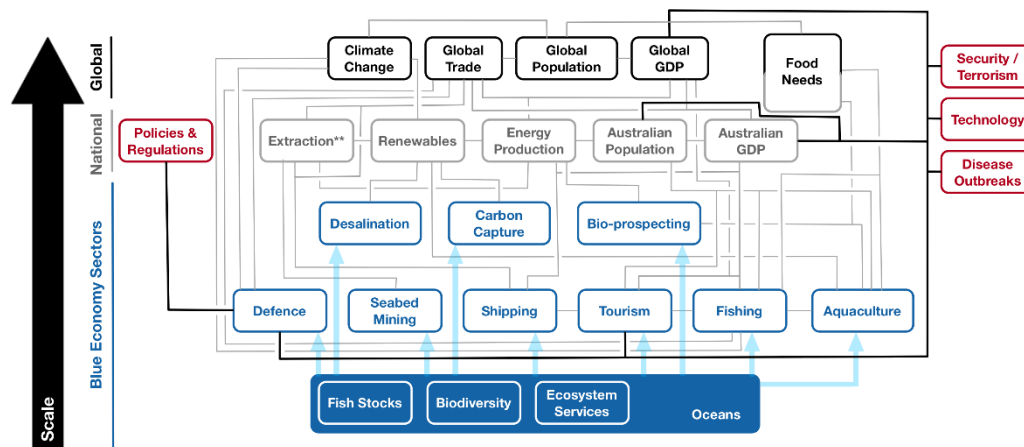 Climate
Change
Global
Trade
Global
Population
Global
GDP
Food
Needs
Security /
Terrorism
Technology
Disease
Outbreaks
Policies &
Regulations
Extraction**
Renewables
Energy
Production
Australian
Population
Australian
GDP
Desalination
Carbon
Capture
Bio-prospecting
Defence
Seabed
Mining
Shipping
Tourism
Fishing
Aquaculture
Fish Stocks
Biodiversity
Ecosystem
Services
Oceans
Global
National
Blue Economy Sectors
Scale